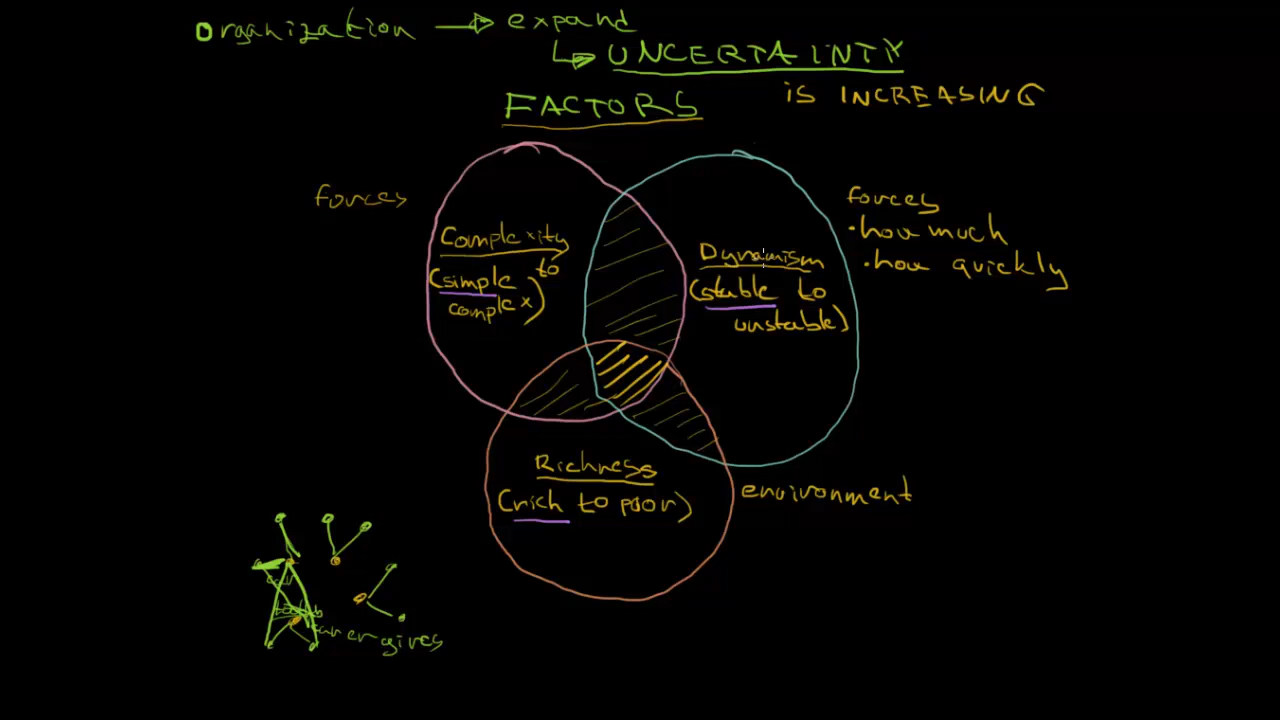 Organization → expand
↳ UNCERTAINTY
is INCREASING
FACTORS
forces
Complexity
(simple to
complex)
Dynamism
(stable to
unstable)
forces
• how much
• how quickly
Richness
(rich to poor)
environment